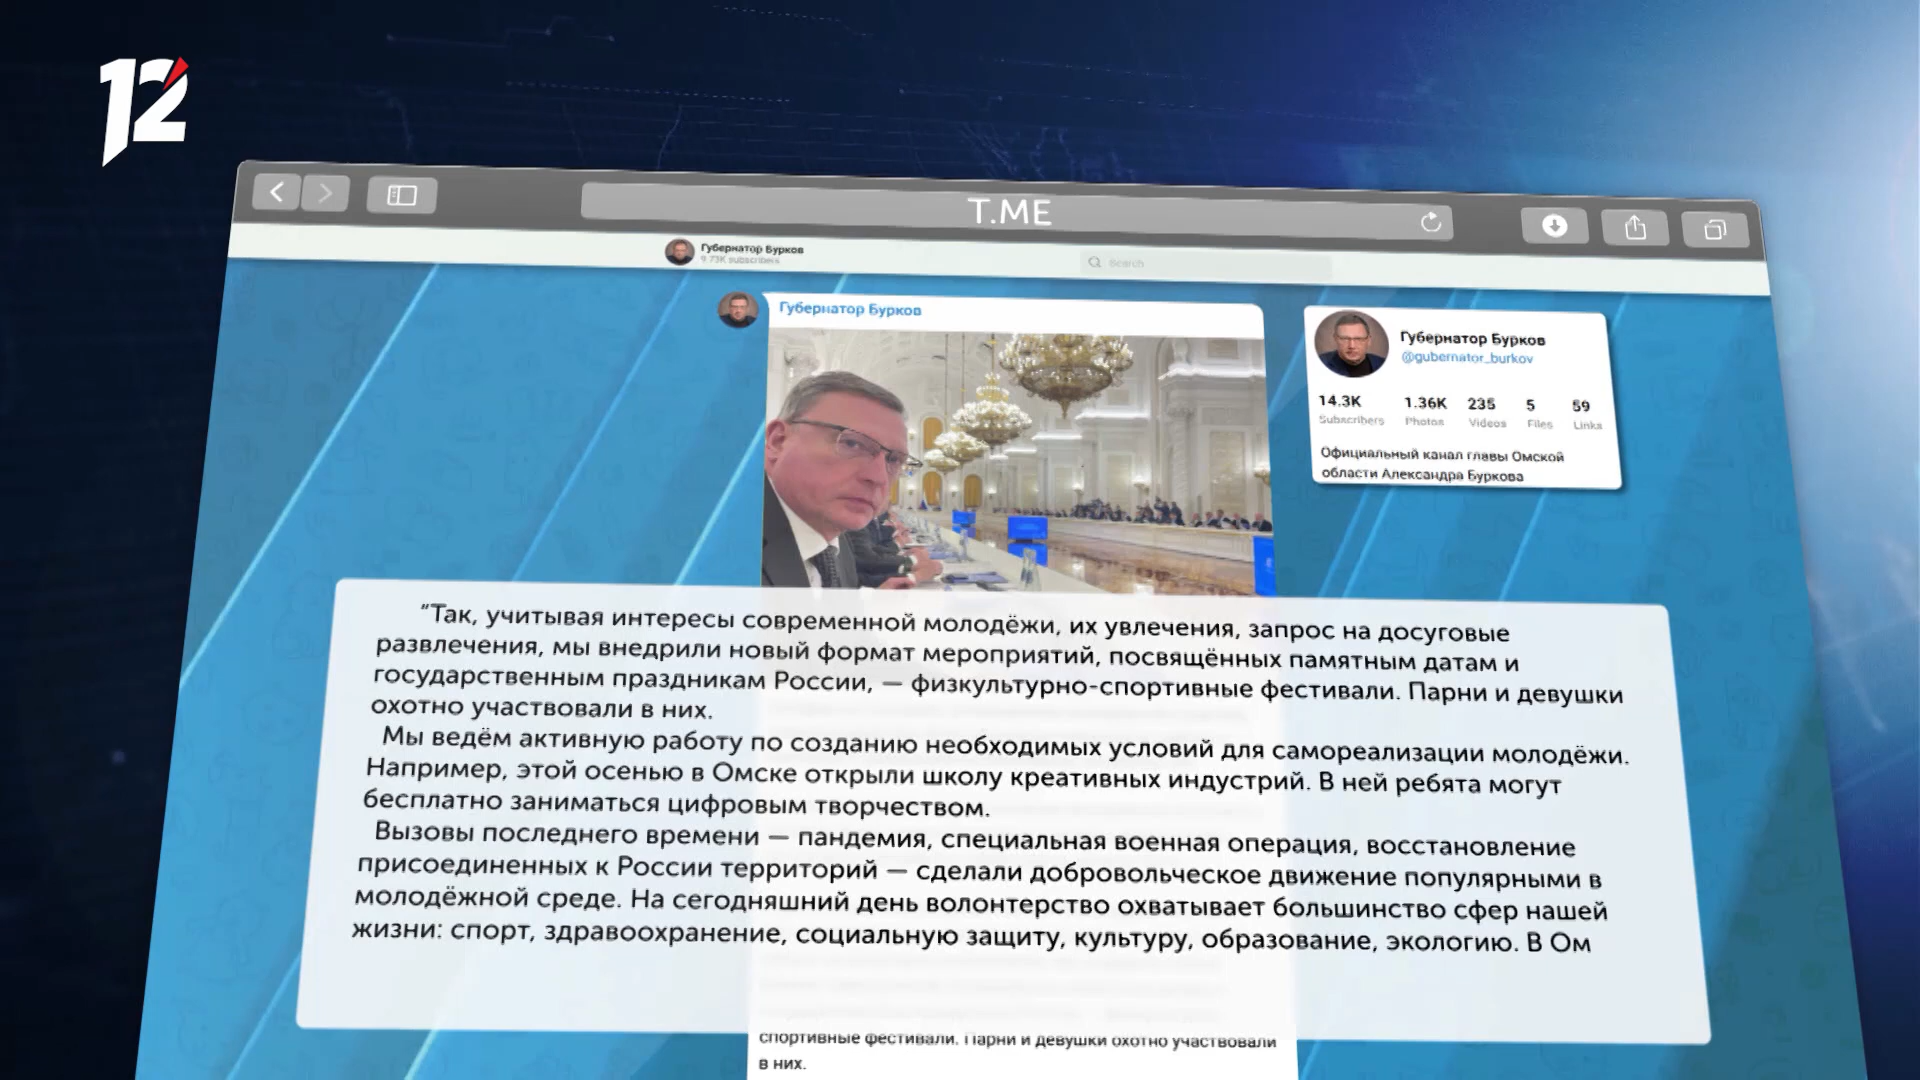 12
T.ME
Губернатор Бурков
9.73K subscribers
Search
Губернатор Бурков
Губернатор Бурков
@gubernator_burkov
14.3K 1.36K 235 5 59
Subscribers Photos Videos Files Links
Официальный канал главы Омской
области Александра Буркова
“Так, учитывая интересы современной молодёжи, их увлечения, запрос на досуговые
развлечения, мы внедрили новый формат мероприятий, посвящённых памятным датам и
государственным праздникам России, — физкультурно-спортивные фестивали. Парни и девушки
охотно участвовали в них.
Мы ведём активную работу по созданию необходимых условий для самореализации молодёжи.
Например, этой осенью в Омске открыли школу креативных индустрий. В ней ребята могут
бесплатно заниматься цифровым творчеством.
Вызовы последнего времени — пандемия, специальная военная операция, восстановление
присоединенных к России территорий — сделали добровольческое движение популярными в
молодёжной среде. На сегодняшний день волонтерство охватывает большинство сфер нашей
жизни: спорт, здравоохранение, социальную защиту, культуру, образование, экологию. В Ом
спортивные фестивали. Парни и девушки охотно участвовали
в них.